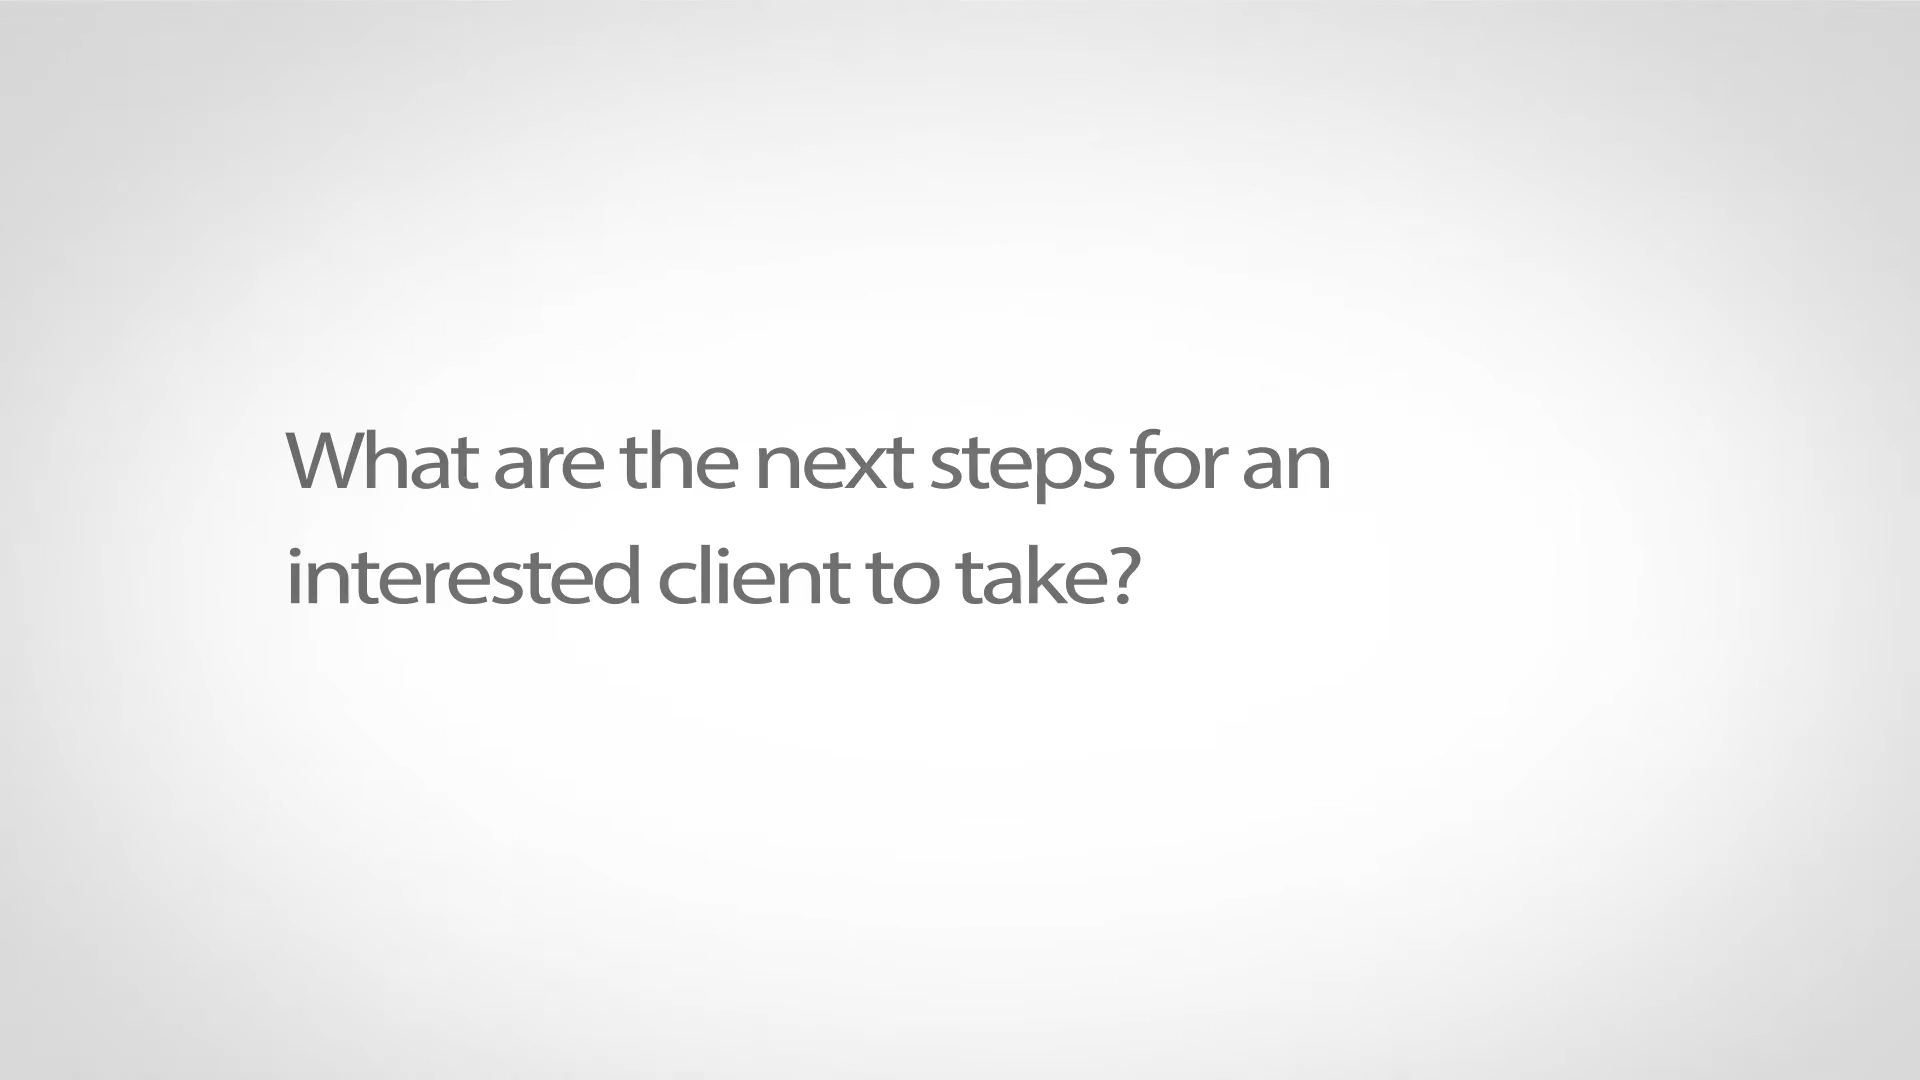 What are the next steps for an
interested client to take?